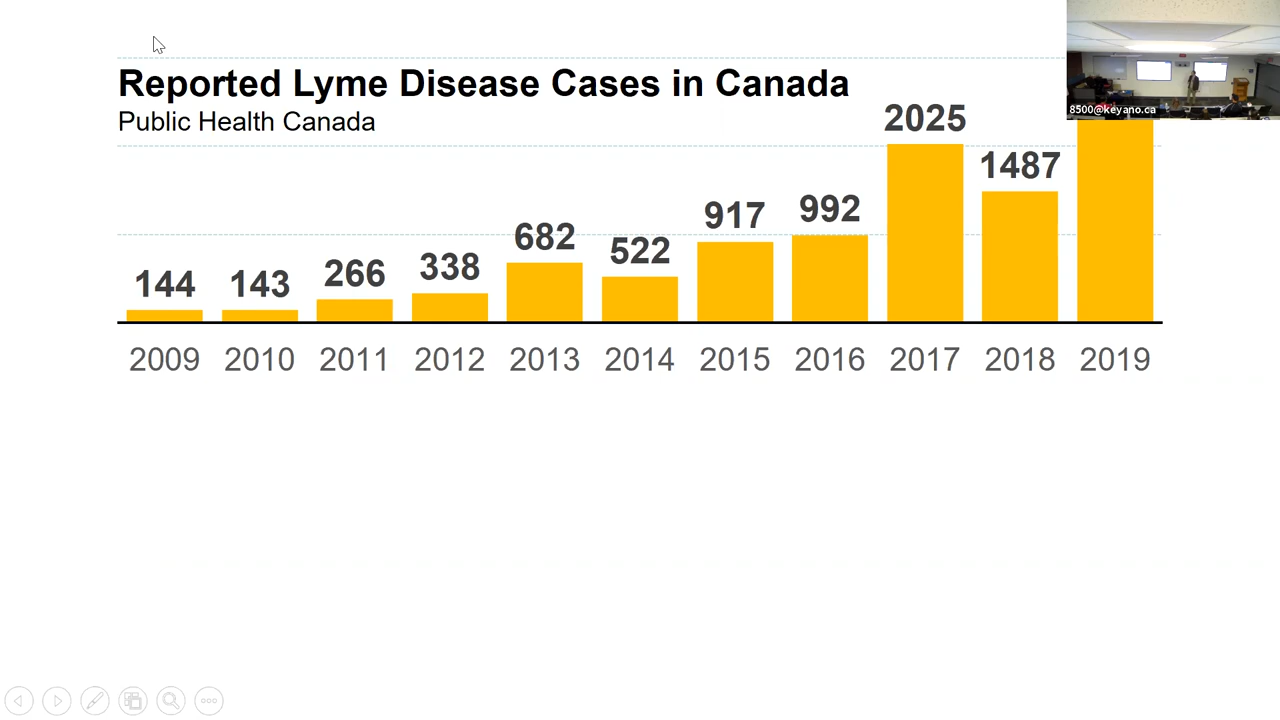 Reported Lyme Disease Cases in Canada
Public Health Canada
8500@keyano.ca
144 143 266 338 682 522 917 992 2025 1487
2009 2010 2011 2012 2013 2014 2015 2016 2017 2018 2019